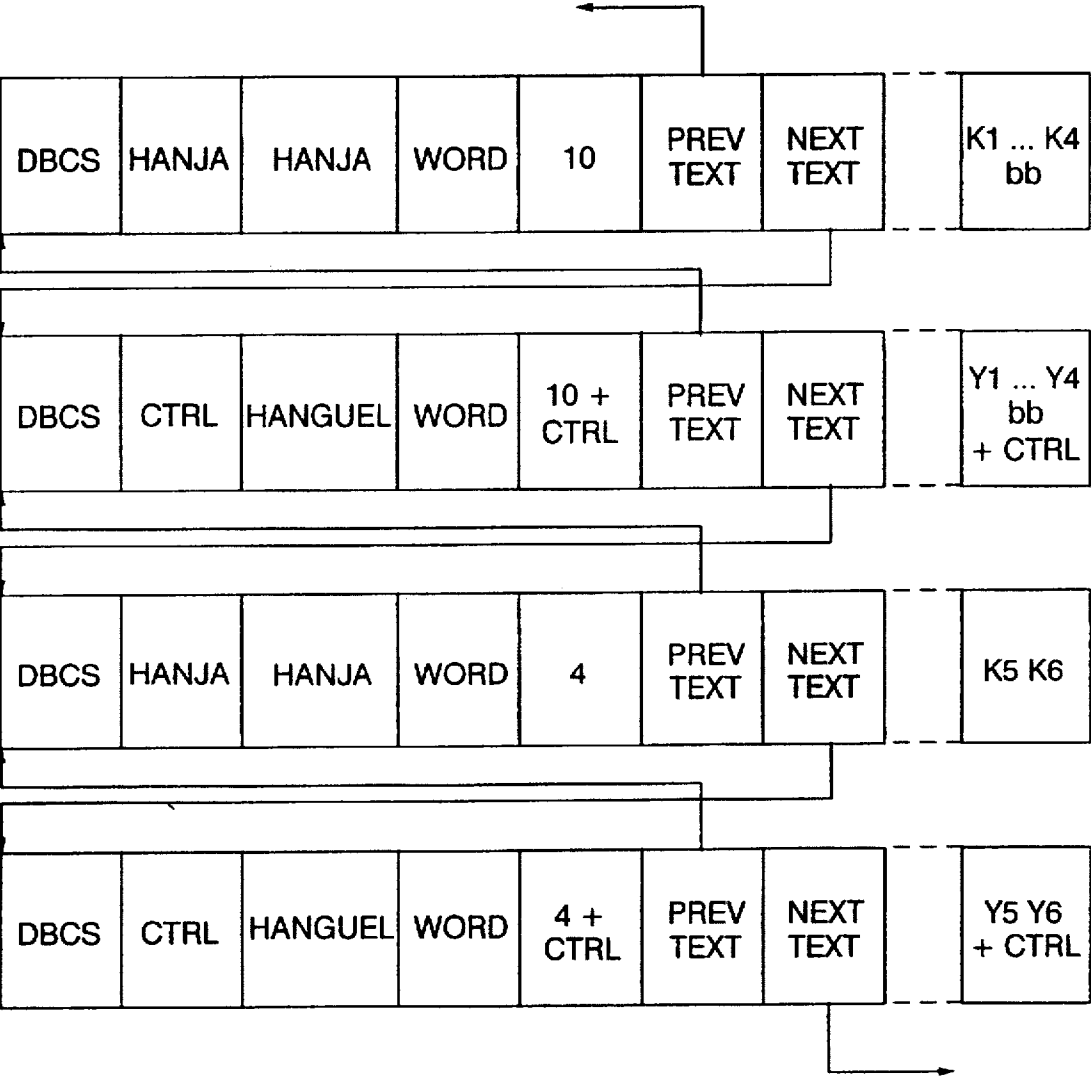 DBCS HANJA HANJA WORD 10 PREV TEXT NEXT TEXT K1 ... K4 bb
DBCS CTRL HANGUEL WORD 10 + CTRL PREV TEXT NEXT TEXT Y1 ... Y4 bb + CTRL
DBCS HANJA HANJA WORD 4 PREV TEXT NEXT TEXT K5 K6
DBCS CTRL HANGUEL WORD 4 + CTRL PREV TEXT NEXT TEXT Y5 Y6 + CTRL